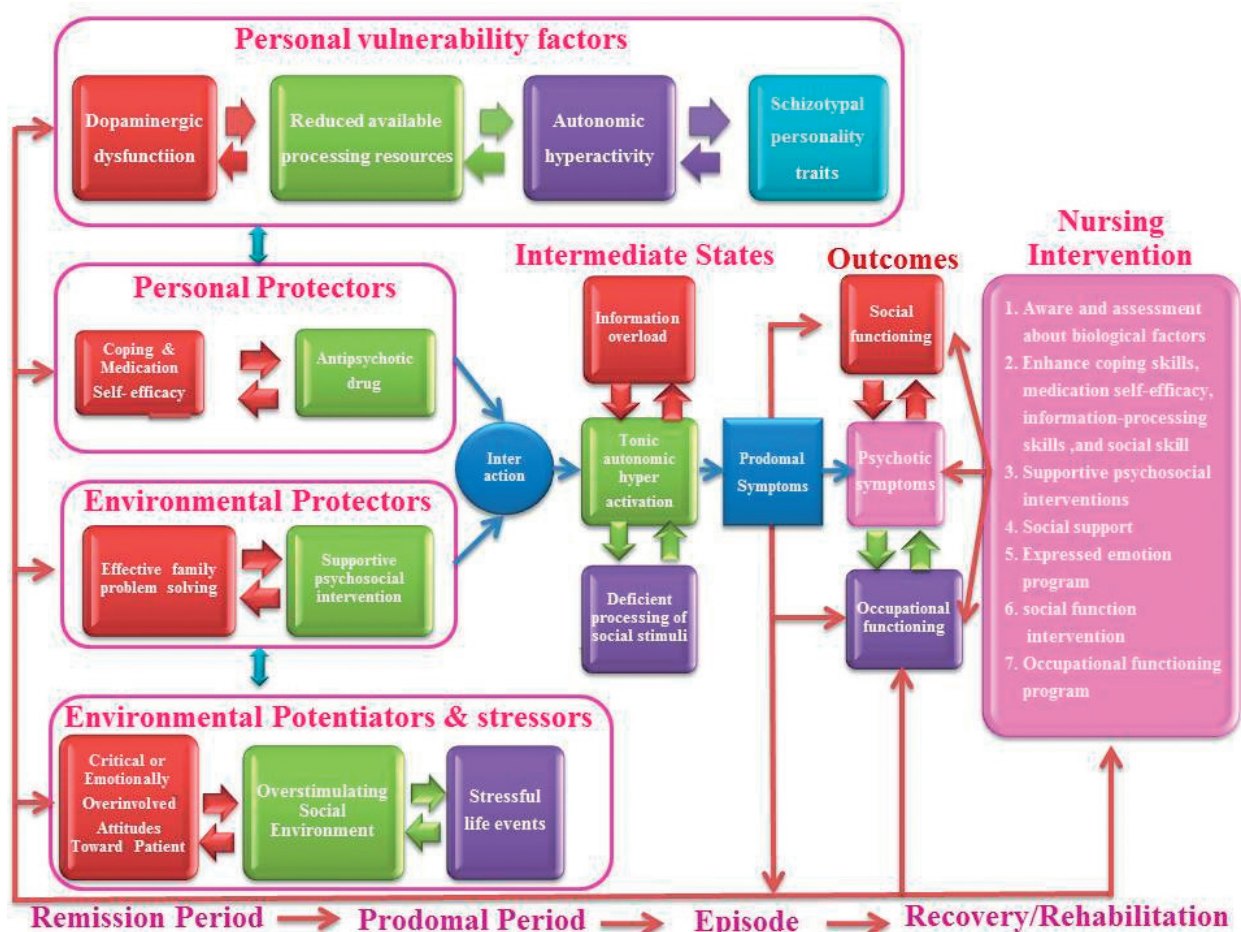 Personal vulnerability factors
Dopaminergic
dysfunctiion
Reduced available
processing resources
Autonomic
hyperactivity
Schizotypal
personality
traits
Personal Protectors
Coping &
Medication
Self- efficacy
Antipsychotic
drug
Environmental Protectors
Effective family
problem solving
Supportive
psychosocial
intervention
Environmental Potentiators & stressors
Critical or
Emotionally
Overinvolved
Attitudes
Toward Patient
Overstimulating
Social
Environment
Stressful
life events
Inter
action
Intermediate States
Information
overload
Tonic
autonomic
hyper
activation
Deficient
processing of
social stimuli
Prodomal
Symptoms
Outcomes
Social
functioning
Psychotic
symptoms
Occupational
functioning
Nursing
Intervention
1. Aware and assessment
about biological factors
2. Enhance coping skills,
medication self-efficacy,
information-processing
skills ,and social skill
3. Supportive psychosocial
interventions
4. Social support
5. Expressed emotion
program
6. social function
intervention
7. Occupational functioning
program
Remission Period
Prodomal Period
Episode
Recovery/Rehabilitation